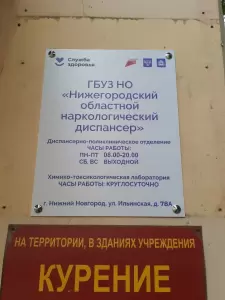 Служба
здоровья
ГБУЗ НО
«Нижегородский
областной
наркологический
диспансер»
Диспансерно-поликлиническое отделение
ЧАСЫ РАБОТЫ:
ПН-ПТ 08.00-20.00
СБ, ВС ВЫХОДНОЙ
Химико-токсикологическая лаборатория
ЧАСЫ РАБОТЫ: КРУГЛОСУТОЧНО
г. Нижний Новгород, ул. Ильинская, д. 78А
НА ТЕРРИТОРИИ, В ЗДАНИЯХ УЧРЕЖДЕНИЯ
КУРЕНИЕ